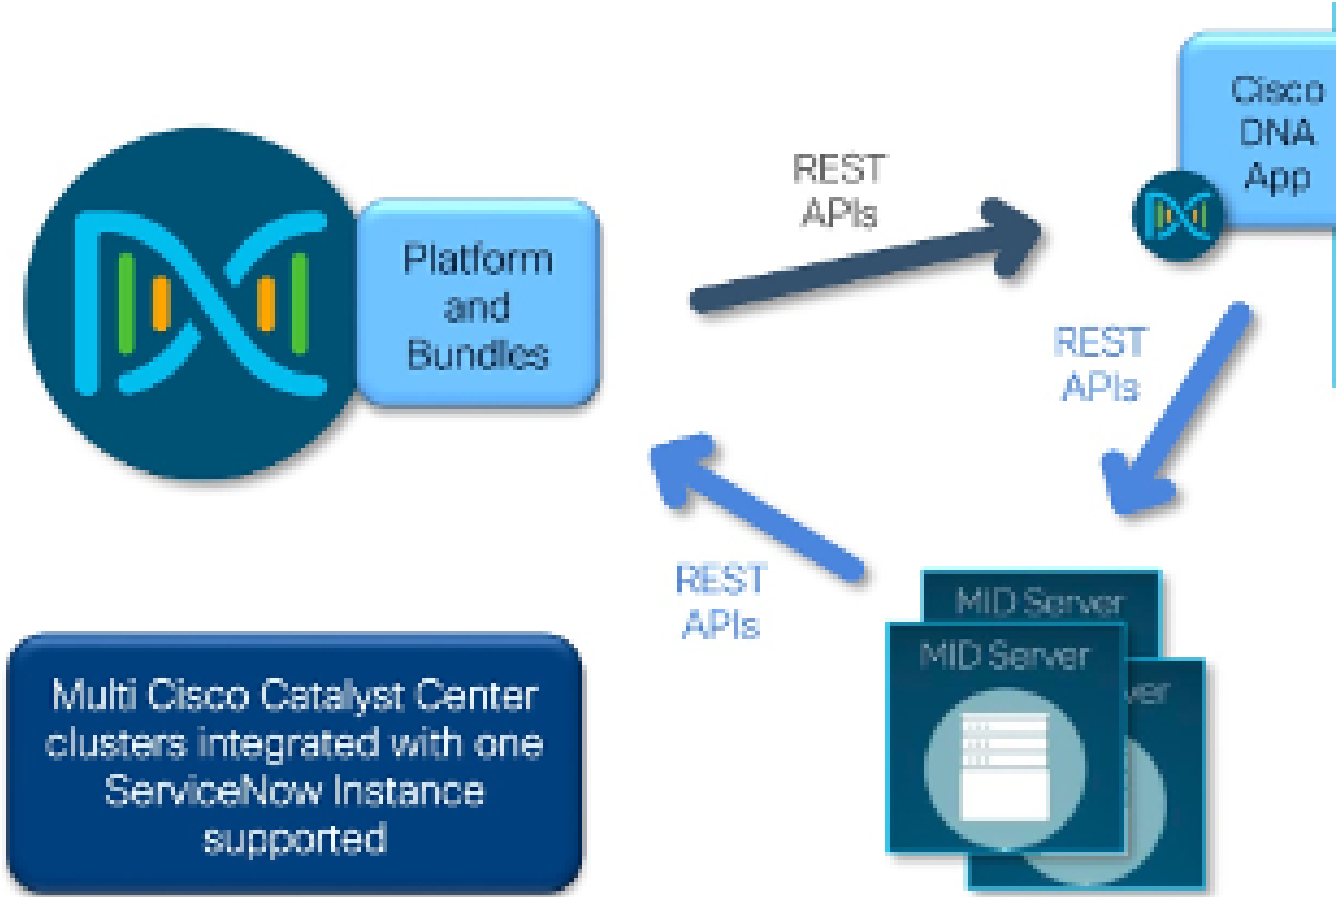 Cisco
DNA
App
REST
APIs
Platform
and
Bundles
REST
APIs
REST
APIs
MID Server
MID Server
ver
Multi Cisco Catalyst Center
clusters integrated with one
ServiceNow Instance
supported